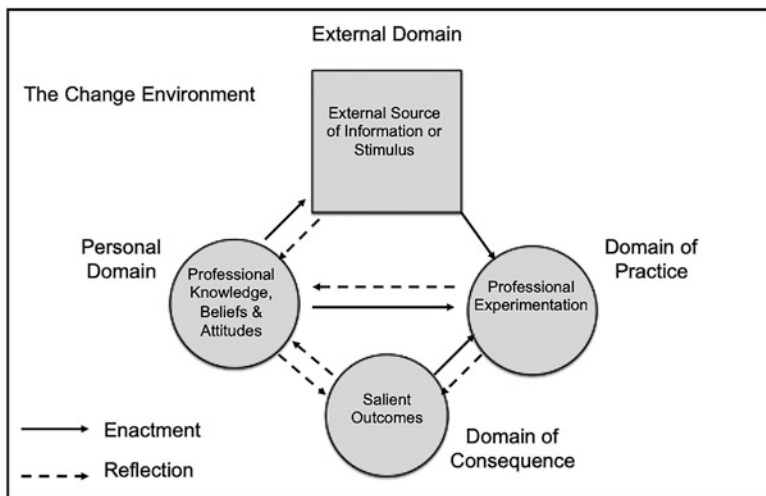 External Domain
The Change Environment
External Source
of Information or
Stimulus
Personal
Domain
Professional
Knowledge,
Beliefs &
Attitudes
Domain of
Practice
Professional
Experimentation
Salient
Outcomes
Domain of
Consequence
Enactment
Reflection